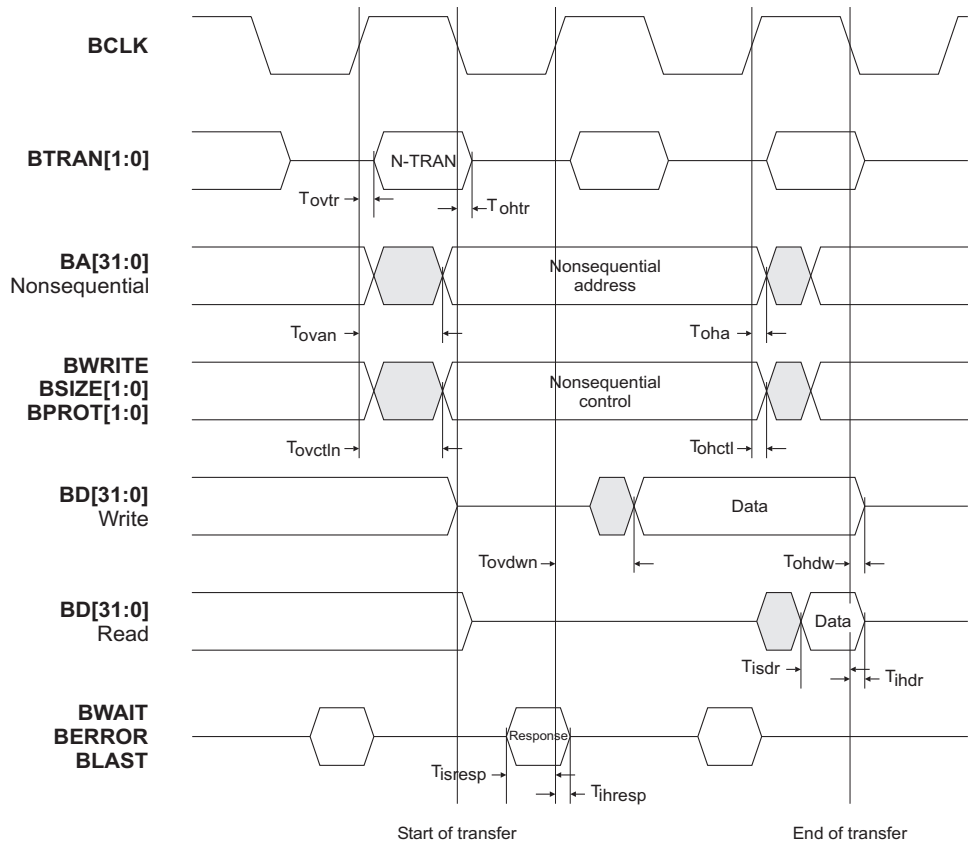 BCLK
BTRAN[1:0]
N-TRAN
Tovtr
Tohtr
BA[31:0]
Nonsequential
Nonsequential
address
Tovan
Toha
BWRITE
BSIZE[1:0]
BPROT[1:0]
Nonsequential
control
Tovctln
Tohctl
BD[31:0]
Write
Data
Tovdwn
Tohdw
BD[31:0]
Read
Data
Tisdr
Tihdr
BWAIT
BERROR
BLAST
Response
Tisresp
Tihresp
Start of transfer
End of transfer